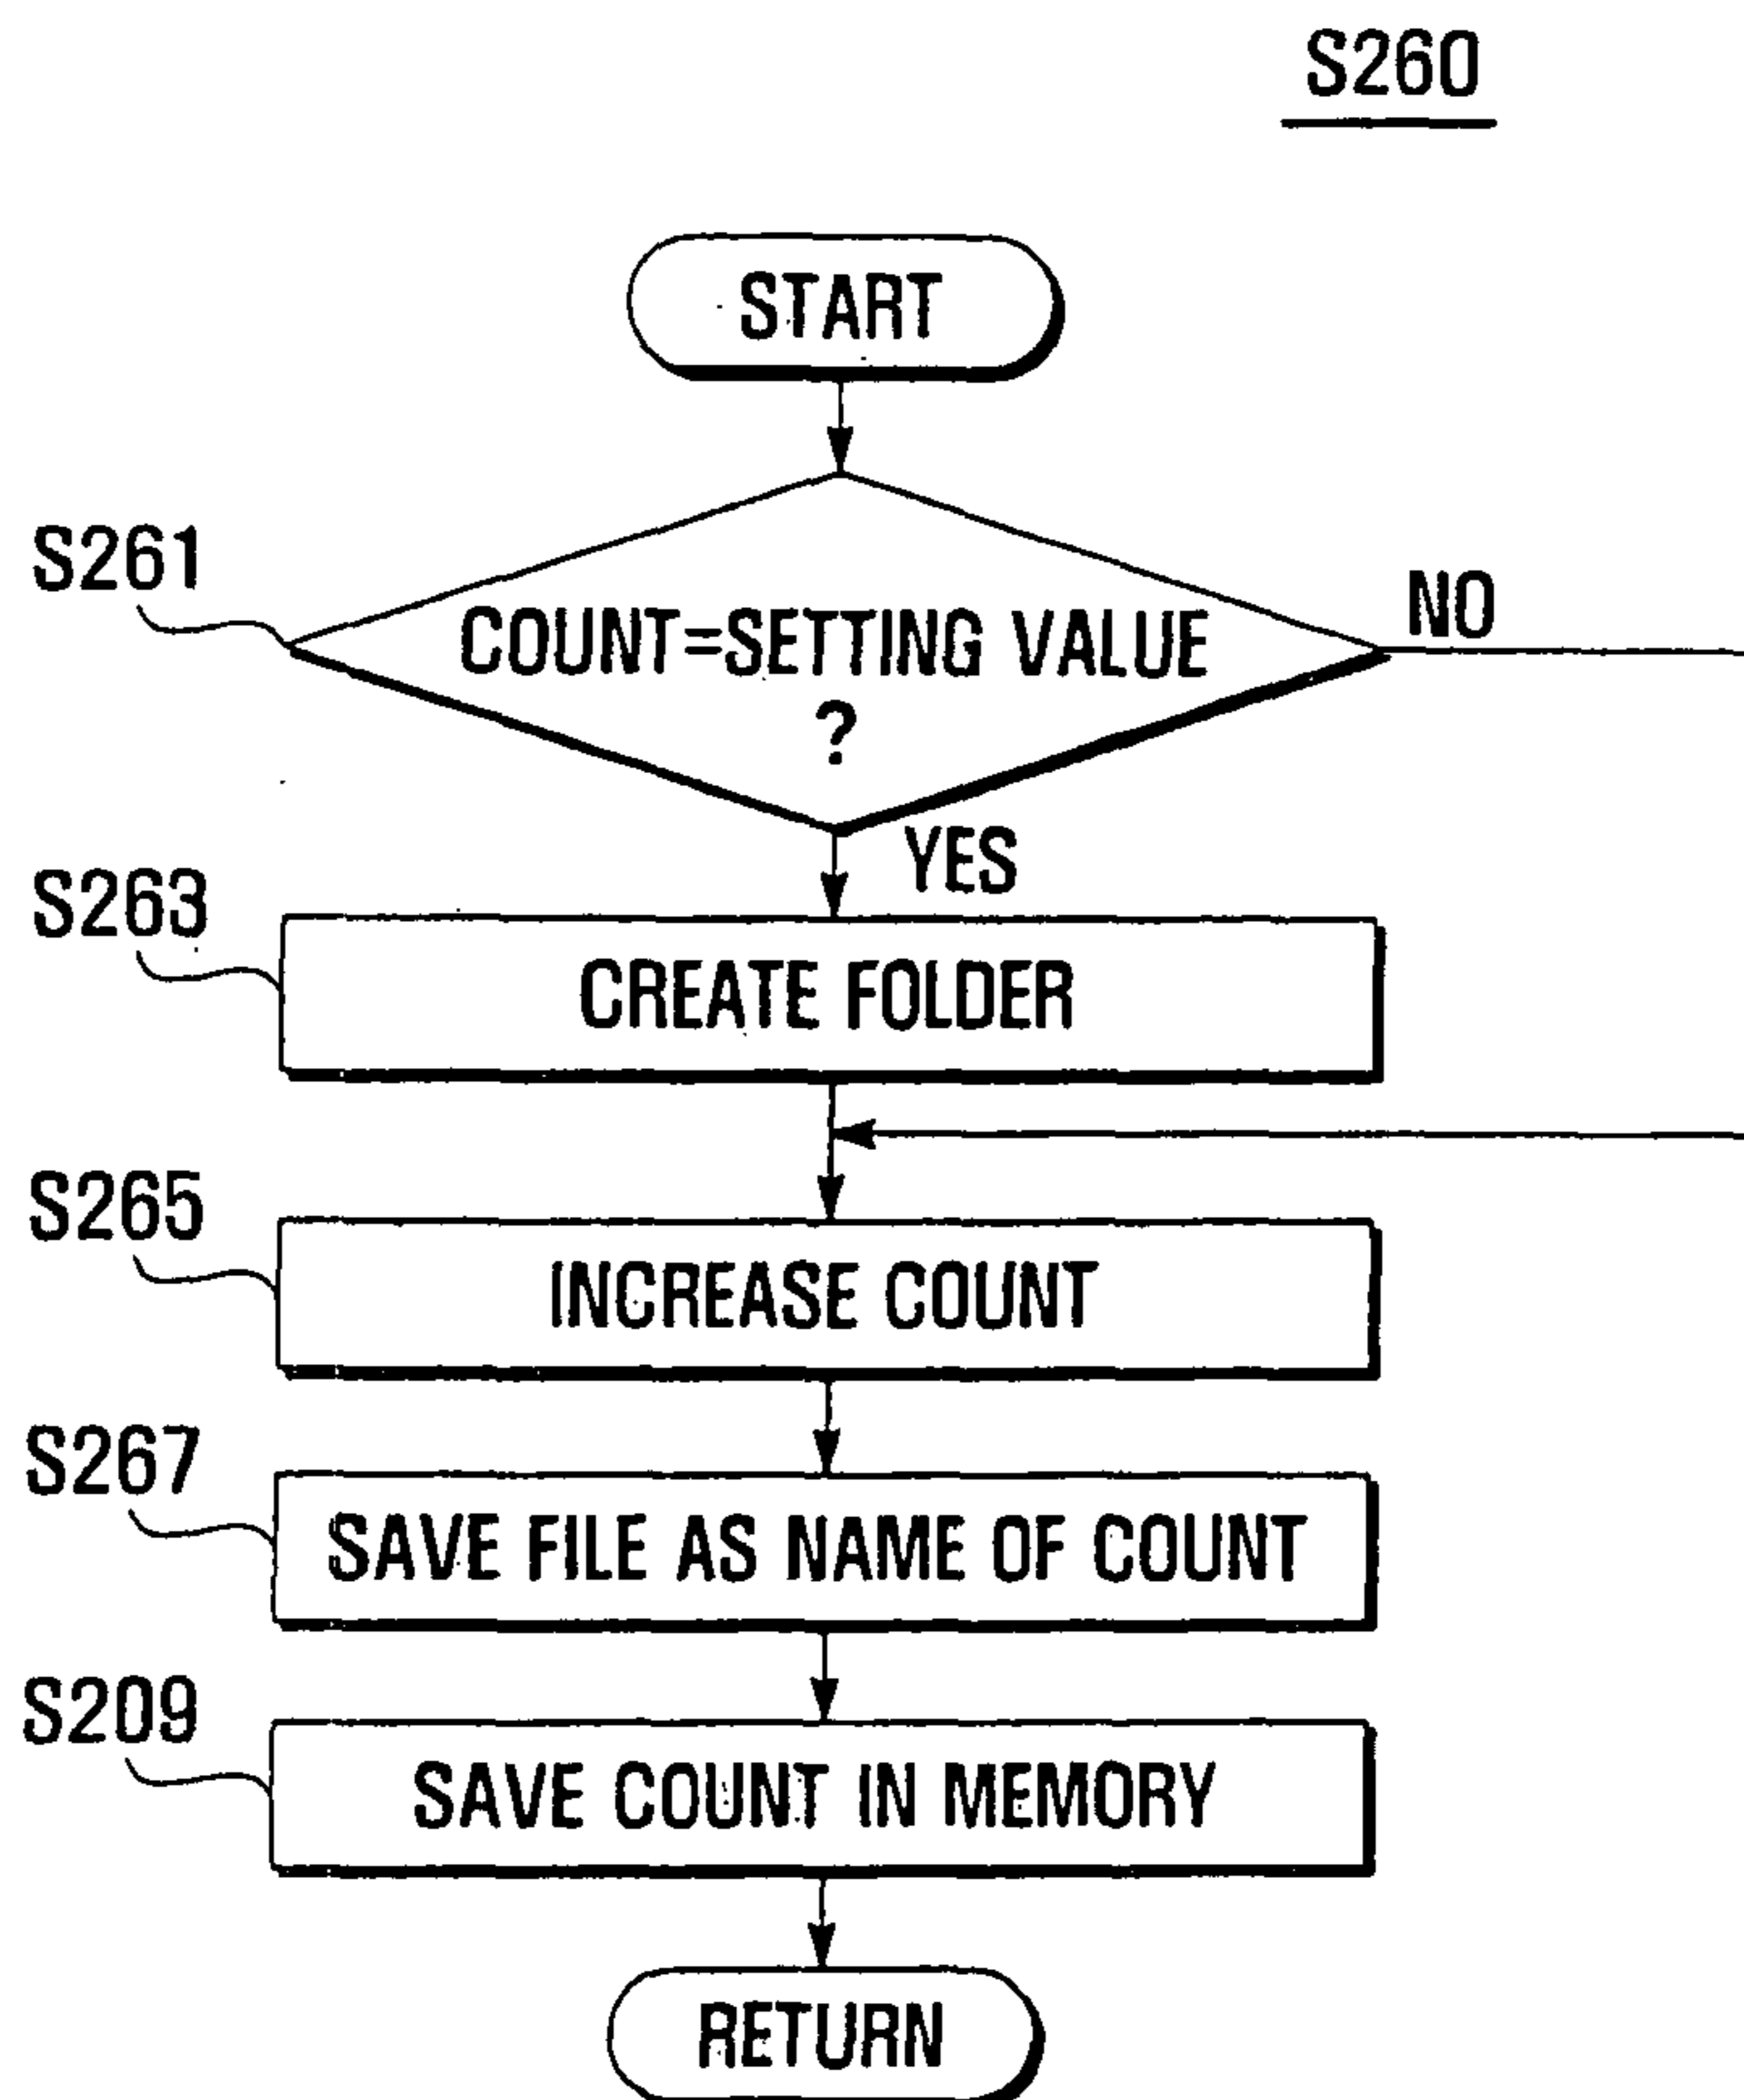 S260
START
S261
COUNT=SETTING VALUE
?
NO
YES
S263
CREATE FOLDER
S265
INCREASE COUNT
S267
SAVE FILE AS NAME OF COUNT
S209
SAVE COUNT IN MEMORY
RETURN